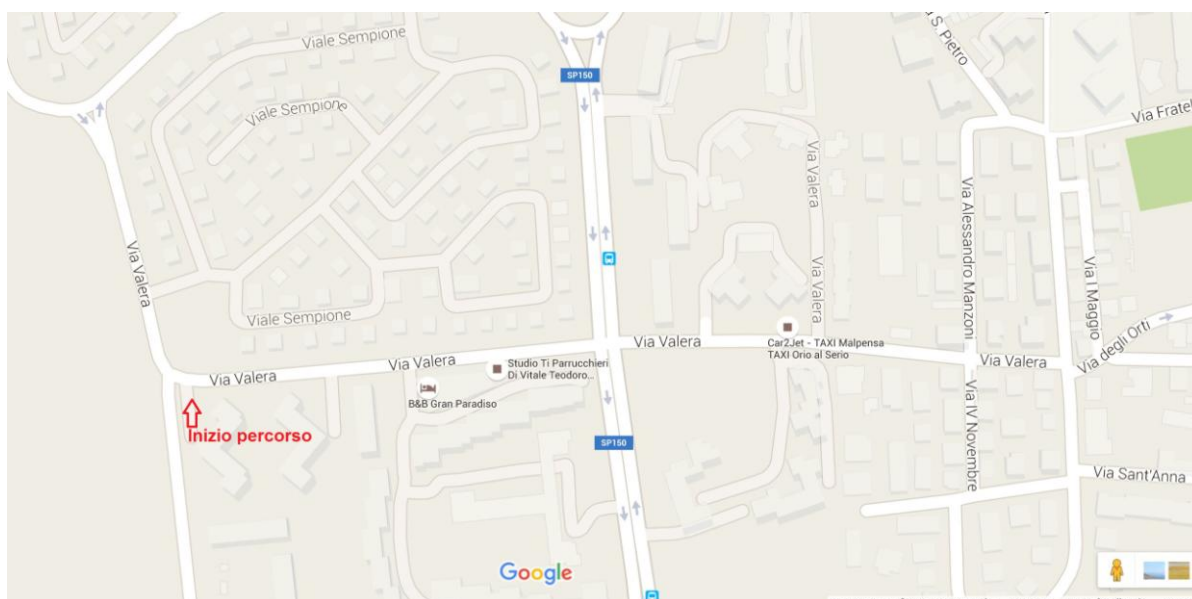 Viale Sempione
SP150
S. Pietro
Viale Sempione
Via Fratel
Via Valera
Via Alessandro Manzoni
Via Valera
Via Valera
Via I Maggio
Viale Sempione
Via degli Orti
Via Valera
Car2Jet - TAXI Malpensa
TAXI Orio al Serio
Via Valera
Via Valera
Studio Ti Parrucchieri
Di Vitale Teodoro...
Via Valera
B&B Gran Paradiso
Via IV Novembre
Inizio percorso
SP150
Via Sant'Anna
Google